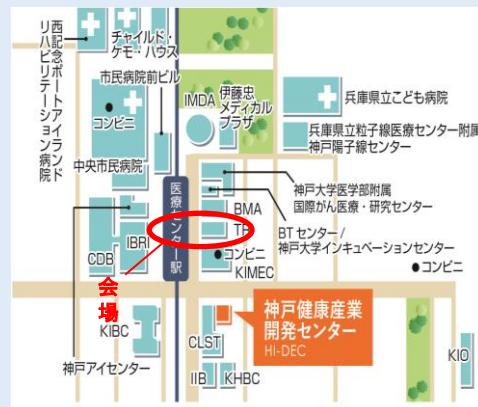 西記念ポートアイランド
リハビリテーション病院
チャイルド・
ケモ・ハウス
市民病院前ビル
コンビニ
中央市民病院
IMDA
伊藤忠
メディカル
プラザ
兵庫県立こども病院
兵庫県立粒子線医療センター附属
神戸陽子線センター
神戸大学医学部附属
国際がん医療・研究センター
医療センター駅
BMA
BTセンター/
神戸大学インキュベーションセンター
IBRI
CDB
コンビニ
KIMEC
コンビニ
会
場
KIBC
神戸アイセンター
CLST
神戸健康産業
開発センター
HI-DEC
IIB
KHBC
KIO